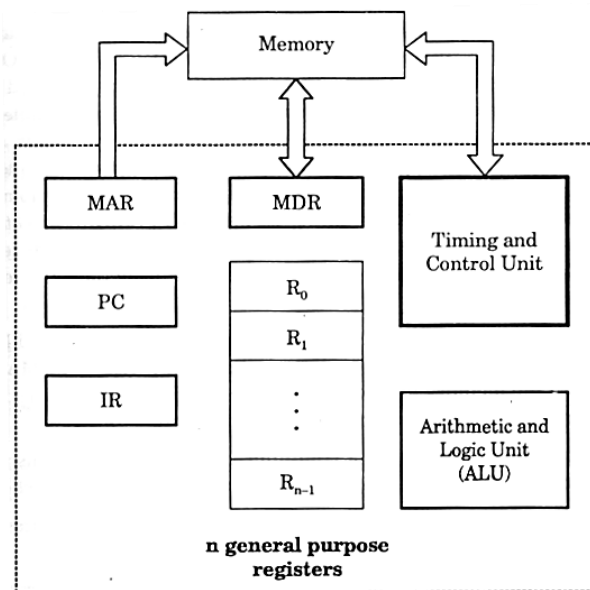 Memory
MAR
MDR
Timing and
Control Unit
PC
R₀
R₁
IR
Arithmetic and
Logic Unit
(ALU)
Rₙ₋₁
n general purpose
registers